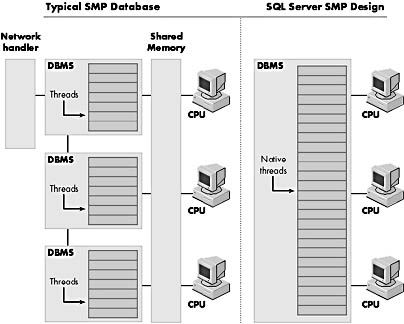 Typical SMP Database
SQL Server SMP Design
Network
handler
Shared
Memory
DBMS
Threads
CPU
DBMS
Threads
CPU
DBMS
Threads
CPU
DBMS
Native
threads
CPU
CPU
CPU